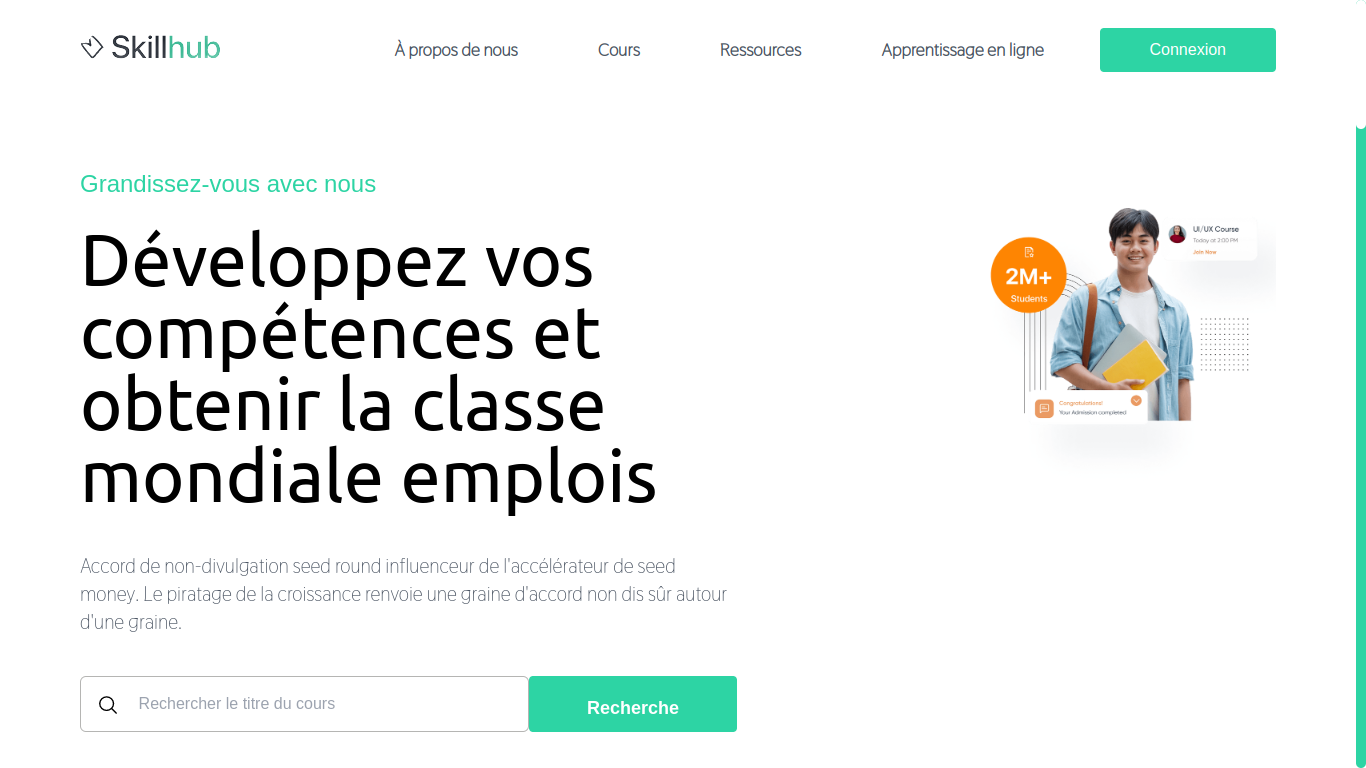 Skillhub
À propos de nous
Cours
Ressources
Apprentissage en ligne
Connexion
Grandissez-vous avec nous
Développez vos
compétences et
obtenir la classe
mondiale emplois
Accord de non-divulgation seed round influenceur de l'accélérateur de seed
money. Le piratage de la croissance renvoie une graine d'accord non dis sûr autour
d'une graine.
Rechercher le titre du cours
Recherche
UI/UX Course
Today at 2:00 PM
Join Now
2M+
Students
Congratulations!
Your Admission completed